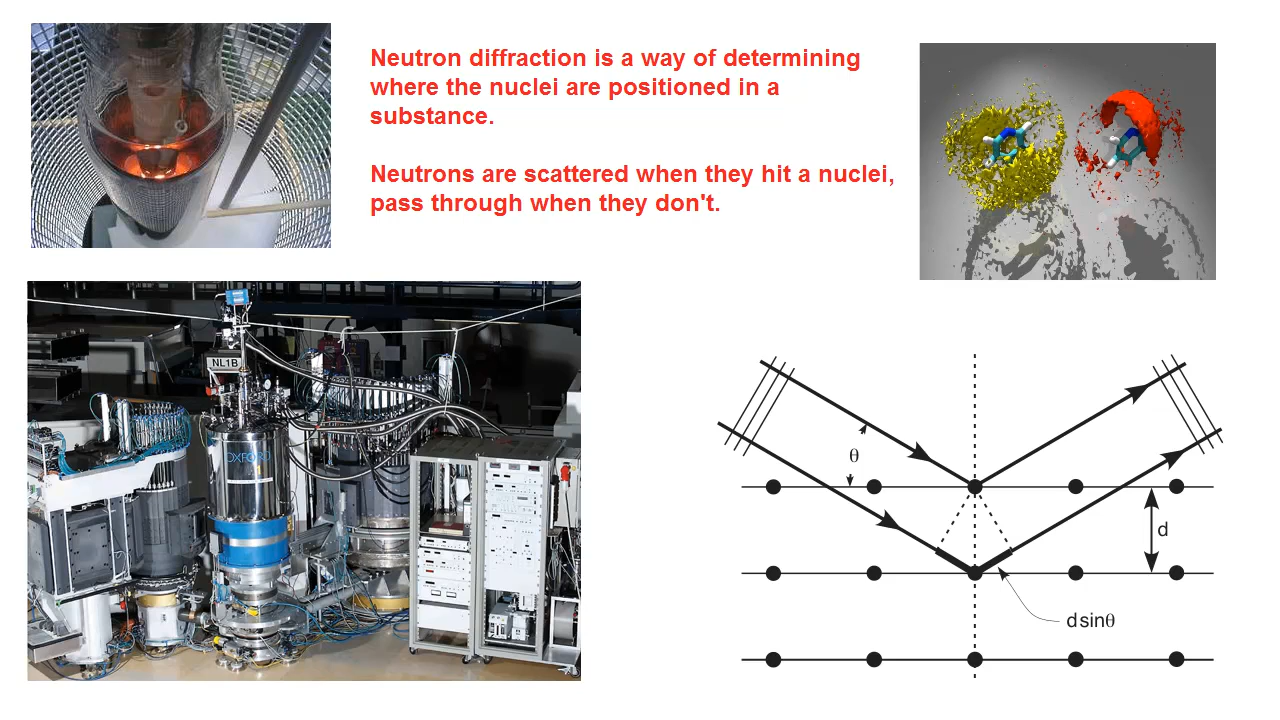 Neutron diffraction is a way of determining
where the nuclei are positioned in a
substance.
Neutrons are scattered when they hit a nuclei,
pass through when they don't.
NL1B
OXFORD
θ
d
dsinθ